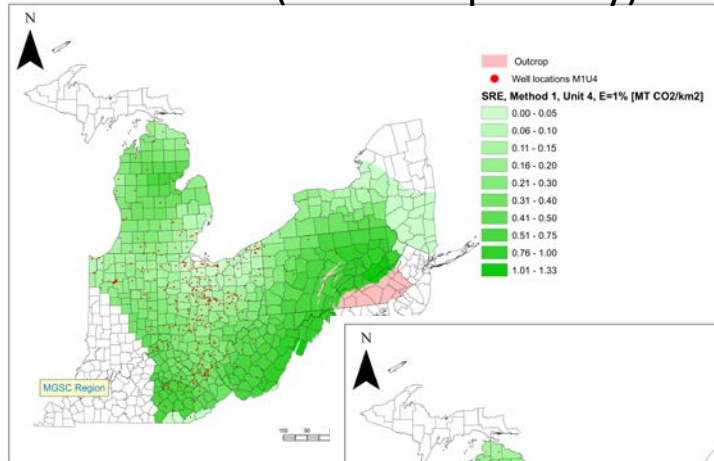 N
Outcrop
Well locations M1U4
SRE, Method 1, Unit 4, E=1% [MT CO2/km2]
0.00 - 0.05
0.06 - 0.10
0.11 - 0.15
0.16 - 0.20
0.21 - 0.30
0.31 - 0.40
0.41 - 0.50
0.51 - 0.75
0.76 - 1.00
1.01 - 1.33
MGSC Region
N